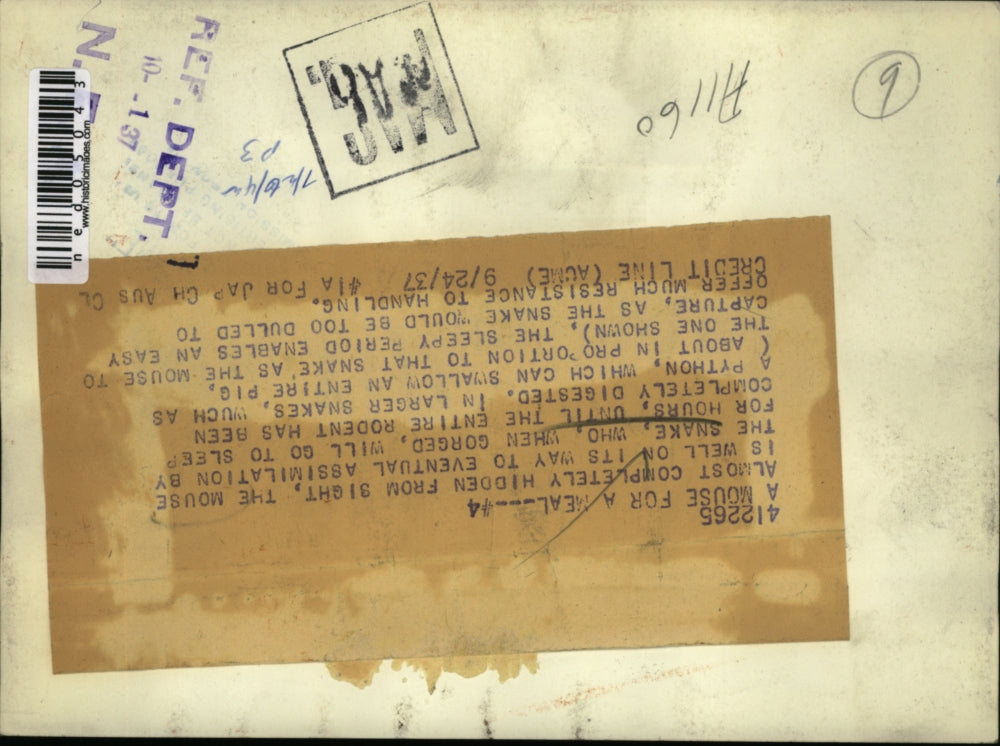 412265
A MOUSE FOR A MEAL---#4
ALMOST COMPLETELY HIDDEN FROM SIGHT, THE MOUSE
IS WELL ON ITS WAY TO EVENTUAL ASSIMILATION BY
THE SNAKE, WHO, WHEN GORGED, WILL GO TO SLEEP
FOR HOURS, UNTIL THE ENTIRE RODENT HAS BEEN
COMPLETELY DIGESTED. IN LARGER SNAKES, WUCH AS
A PYTHON, WHICH CAN SWALLOW AN ENTIRE PIG,
( ABOUT IN PROPORTION TO THAT SNAKE AS THE MOUSE TO
THE ONE SHOWN), THE SLEEPY PERIOD ENABLES AN EASY
CAPTURE, AS THE SNAKE WOULD BE TOO DULLED TO
OFFER MUCH RESISTANCE TO HANDLING.
CREDIT LINE (ACME) 9/24/37 #1A FOR JAP CH AUS CL
REF. DEPT.
N. E
10 - 1 37
MAG.
A1160
P3
ned05043
www.historicimages.com